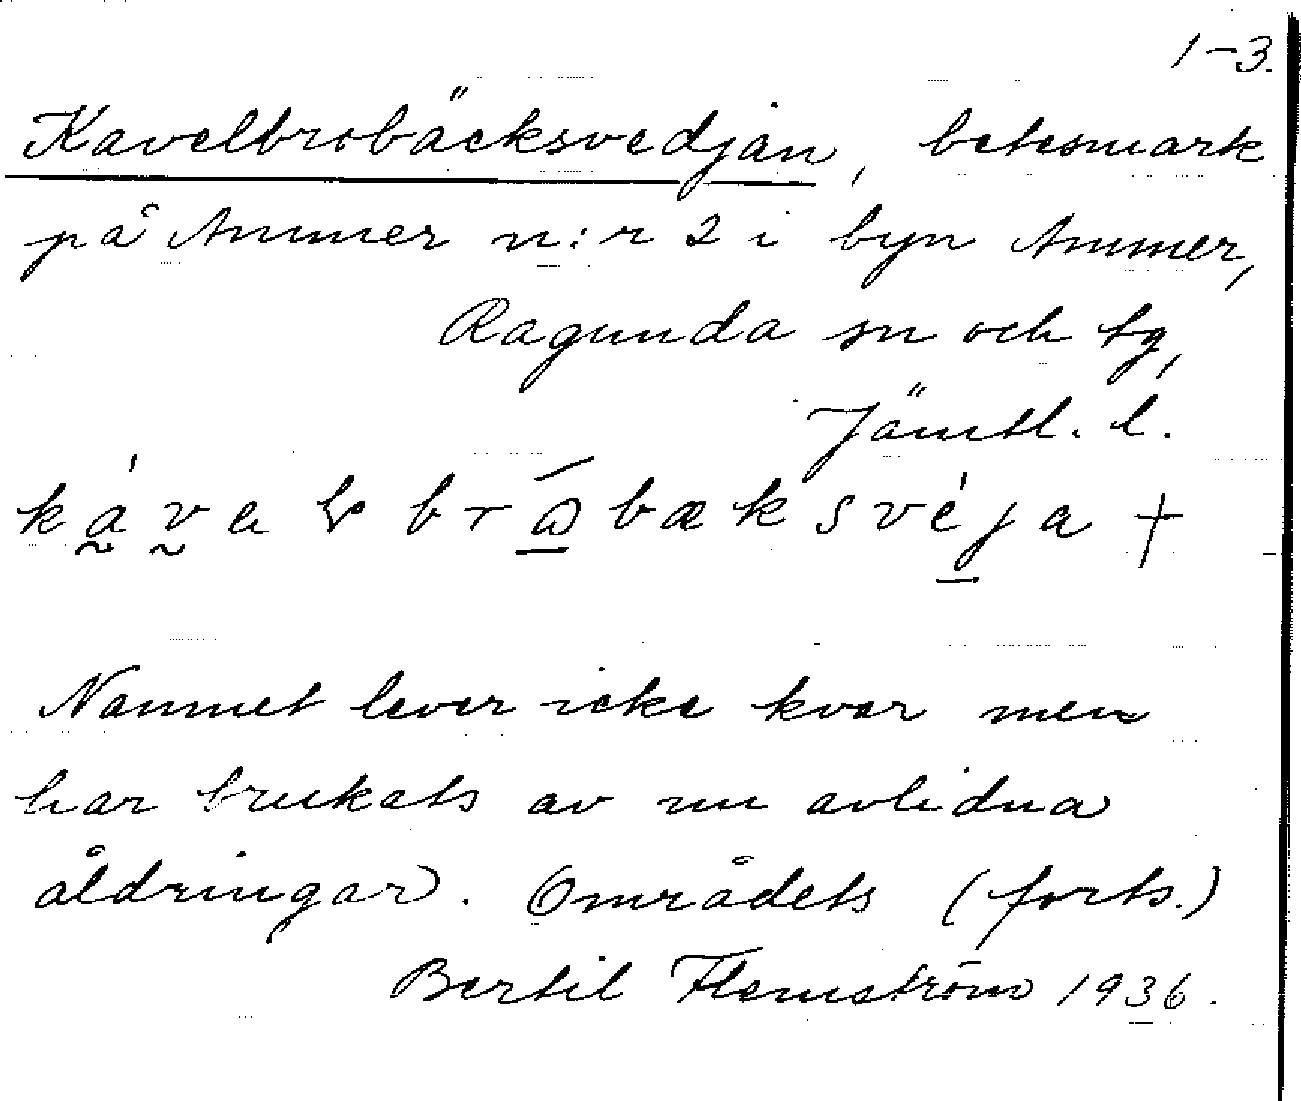 1-3.
Kavelbrobäcksvedjan, betesmark
på Ammer n:r 2 i byn Ammer,
Ragunda sn och tg,
Jämtl. l.
Namnet lever icke kvar men
har brukats av nu avlidna
åldringar. Områdets (forts.)
Bertil Flemström 1936.